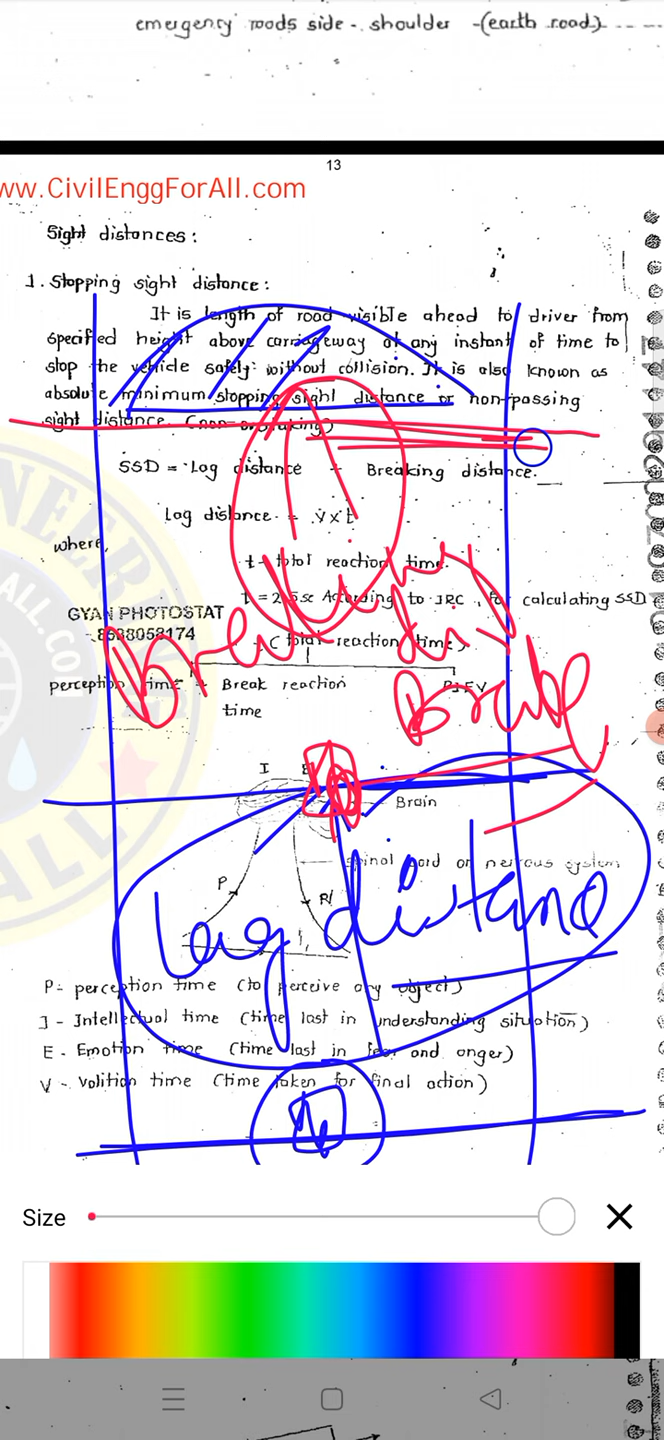 emergency roads side - shoulder -(earth road)
13
ww.CivilEnggForAll.com
Sight distances :
1. Stopping sight distance :
It is length of road visible ahead to driver from
specified height above carriageway at any instant of time to
stop the vehicle safely without collision. It is also known as
absolute minimum stopping sight distance or non-passing
sight distance
SSD = Lag distance + Breaking distance.
Lag distance = v x t
where,
t - total reaction time.
t = 2.5sc According to IRC, for calculating SSD
GYAN PHOTOSTAT
(total reaction time)
perception time Break reaction PIEV
time
I E
Brain
spinal cord or nervous system
P
R/
P - perception time (to perceive any object)
I - Intellectual time (time last in understanding situation)
E - Emotion time (time last in fear and anger)
V - Volition time (time taken for final action)
Brake
lag distance
Size